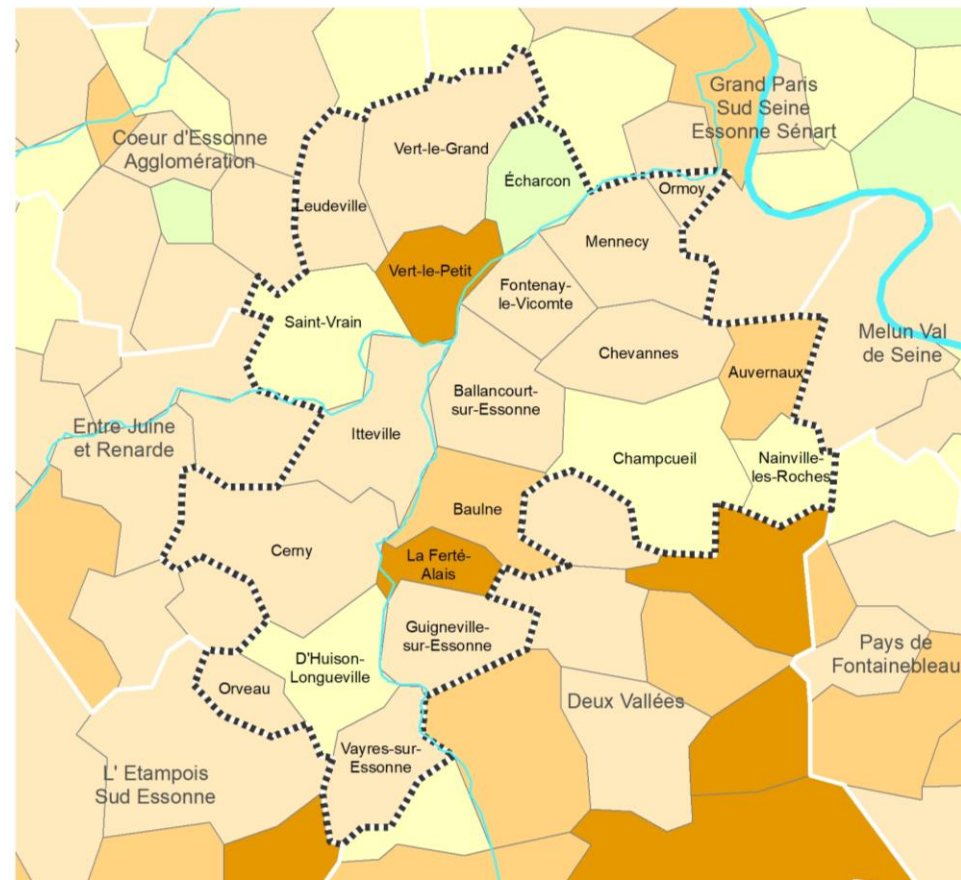 Grand Paris
Sud Seine
Essonne Sénart
Coeur d'Essonne
Agglomération
Vert-le-Grand
Écharcon
Ormoy
Leudeville
Mennecy
Vert-le-Petit
Fontenay-
le-Vicomte
Saint-Vrain
Chevannes
Melun Val
de Seine
Auvernaux
Ballancourt-
sur-Essonne
Entre Juine
et Renarde
Itteville
Champcueil
Nainville-
les-Roches
Baulne
Cerny
La Ferté-
Alais
Guigneville-
sur-Essonne
Pays de
Fontainebleau
D'Huison-
Longueville
Orveau
Deux Vallées
Vayres-sur-
Essonne
L' Etampois
Sud Essonne